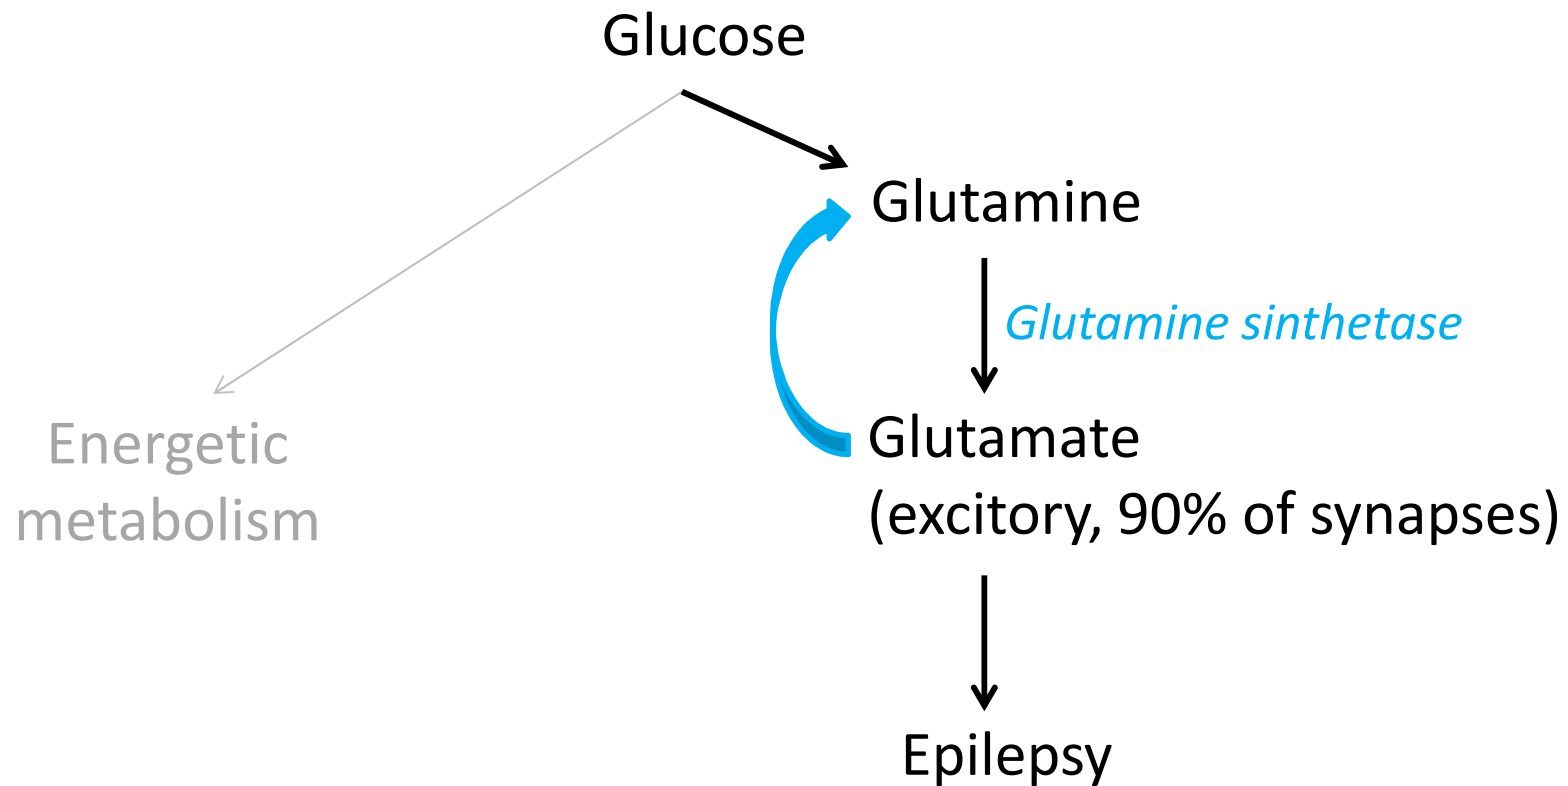 Glucose
Glutamine
Glutamine sinthetase
Energetic
metabolism
Glutamate
(excitory, 90% of synapses)
Epilepsy